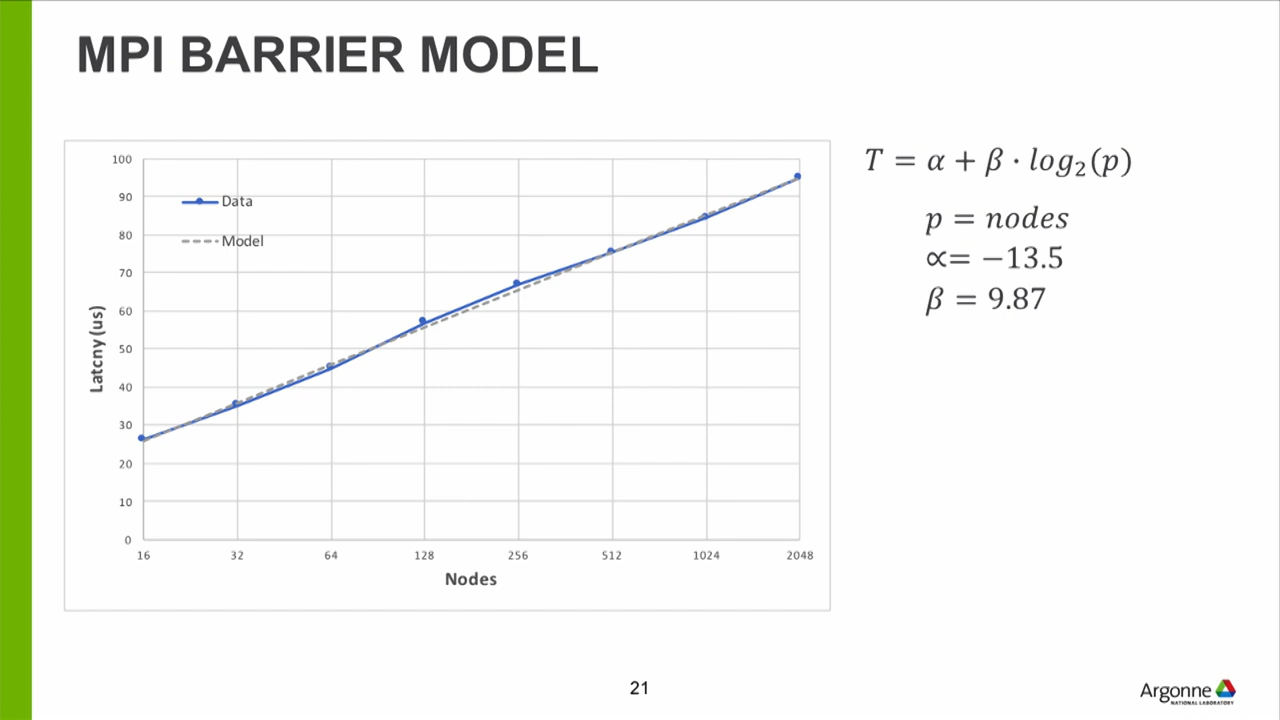 MPI BARRIER MODEL
100
90
80
70
60
50
40
30
20
10
0
Latcny (us)
Data
Model
16 32 64 128 256 512 1024 2048
Nodes
T = α + β · log₂(p)
p = nodes
∝= −13.5
β = 9.87
21
Argonne
NATIONAL LABORATORY